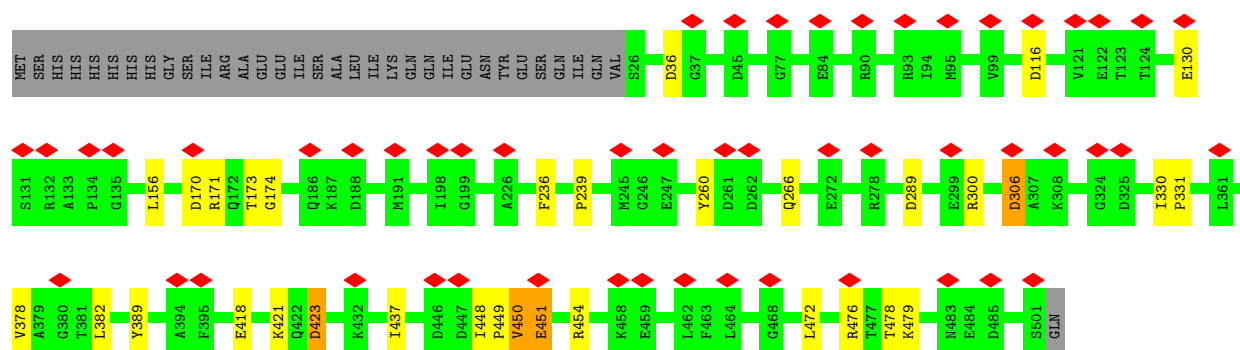 MET SER HIS HIS HIS HIS HIS HIS GLY SER ILE ARG ALA GLU GLU ILE SER ALA LEU ILE LYS GLN GLN ILE GLU ASN TYR GLU SER GLN ILE GLN VAL S26 D36 G37 D45 G77 E84 R90 R93 I94 M95 V99 D116 V121 E122 T123 T124 E130
S131 R132 A133 P134 G135 L156 D170 R171 Q172 T173 G174 Q186 K187 D188 M191 I198 G199 A226 F236 P239 M245 G246 E247 Y260 D261 D262 Q266 E272 R278 D289 E299 R300 D306 A307 K308 G324 D325 I330 P331 L361
V378 A379 G380 T381 L382 Y389 A394 F395 E418 K421 Q422 D423 K432 I437 D446 D447 I448 P449 V450 E451 R454 K458 E459 L462 F463 L464 G468 L472 R476 T477 T478 K479 N483 E484 D485 S501 GLN